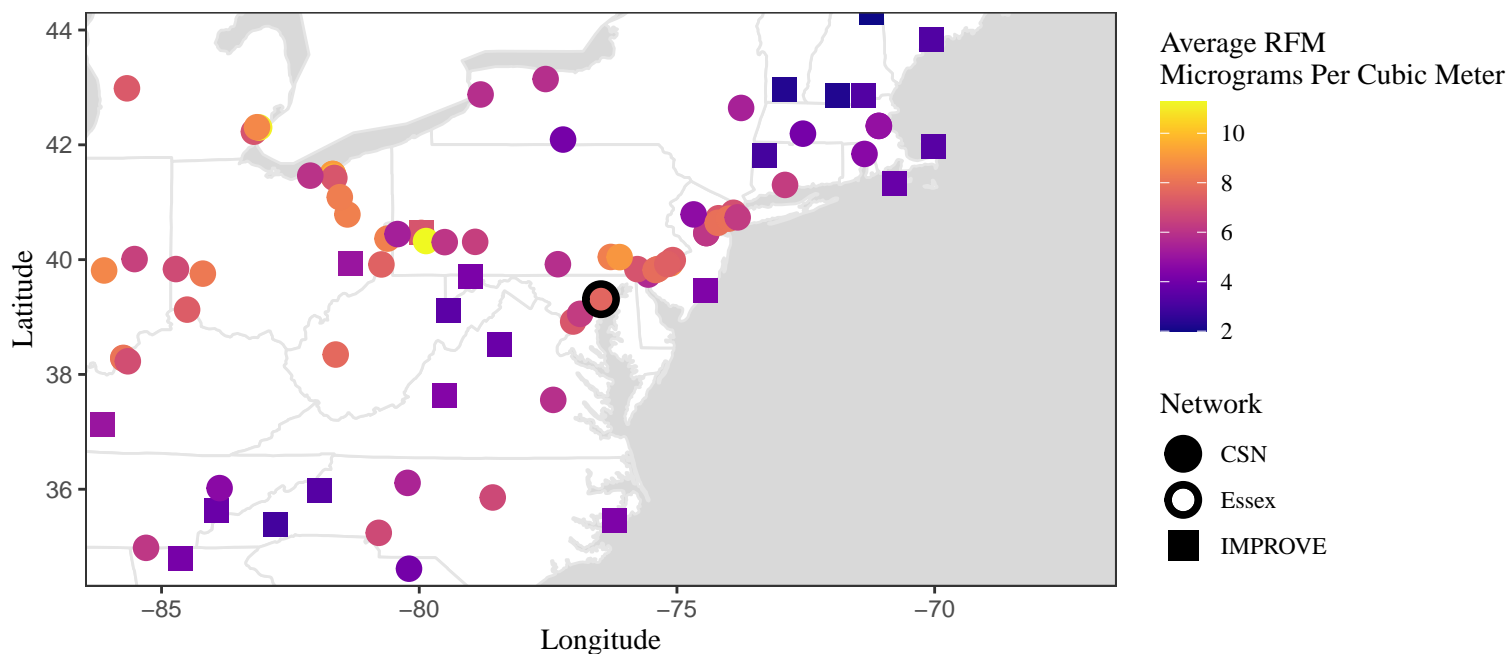 44
42
40
38
36
Latitude
−85
−80
−75
−70
Longitude
Average RFM
Micrograms Per Cubic Meter
10
8
6
4
2
Network
CSN
Essex
IMPROVE